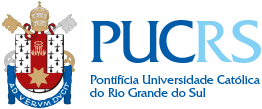 PUCRS
Pontifícia Universidade Católica
do Rio Grande do Sul
AD VERUM DUCIT